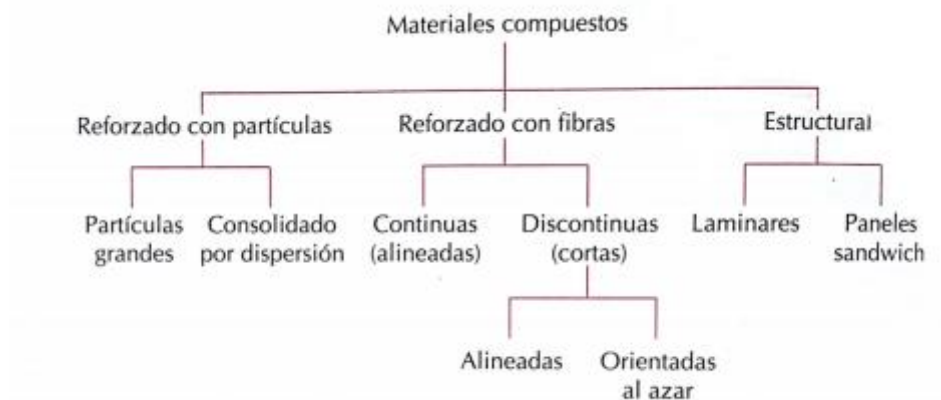 Materiales compuestos
Reforzado con partículas
Reforzado con fibras
Estructural
Partículas
grandes
Consolidado
por dispersión
Continuas
(alineadas)
Discontinuas
(cortas)
Laminares
Paneles
sandwich
Alineadas
Orientadas
al azar